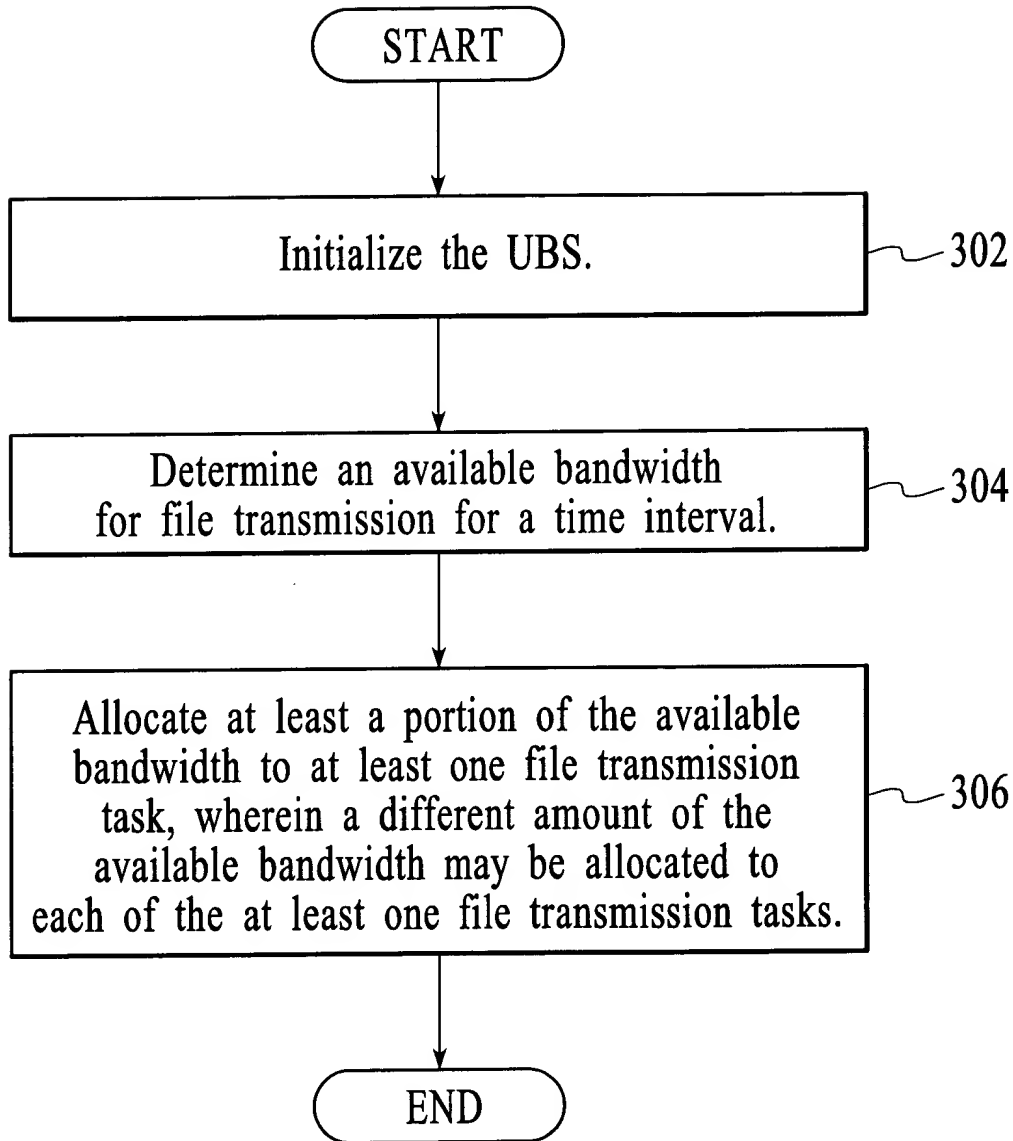 START
Initialize the UBS.
302
Determine an available bandwidth
for file transmission for a time interval.
304
Allocate at least a portion of the available
bandwidth to at least one file transmission
task, wherein a different amount of the
available bandwidth may be allocated to
each of the at least one file transmission tasks.
306
END